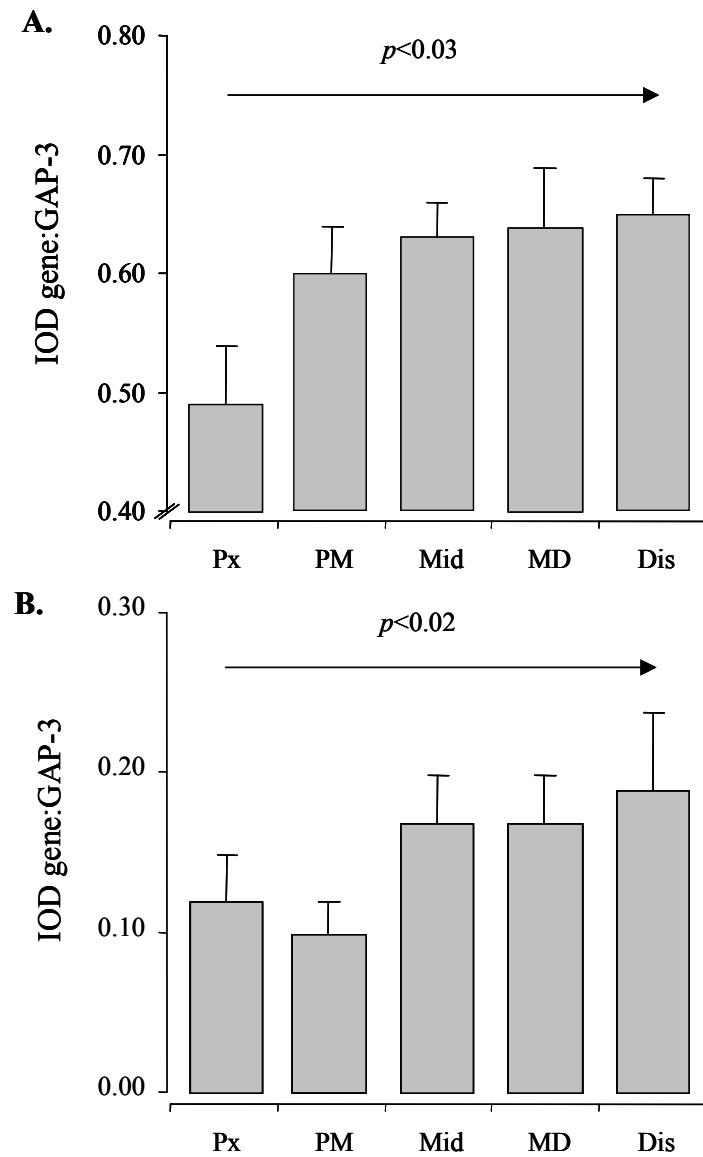 A.
0.80
p<0.03
0.70
0.60
0.50
0.40
IOD gene:GAP-3
Px PM Mid MD Dis
B.
0.30
p<0.02
0.20
0.10
0.00
IOD gene:GAP-3
Px PM Mid MD Dis